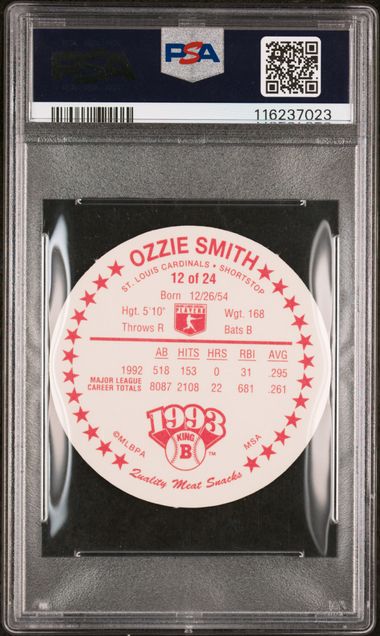 PSA
116237023
OZZIE SMITH
ST. LOUIS CARDINALS • SHORTSTOP
12 of 24
Born 12/26/54
Hgt. 5'10" Wgt. 168
PLAYERS
Throws R Bats B
AB HITS HRS RBI AVG
1992 518 153 0 31 .295
MAJOR LEAGUE
CAREER TOTALS 8087 2108 22 681 .261
1993
KING
B
TM
©MLBPA MSA
Quality Meat Snacks